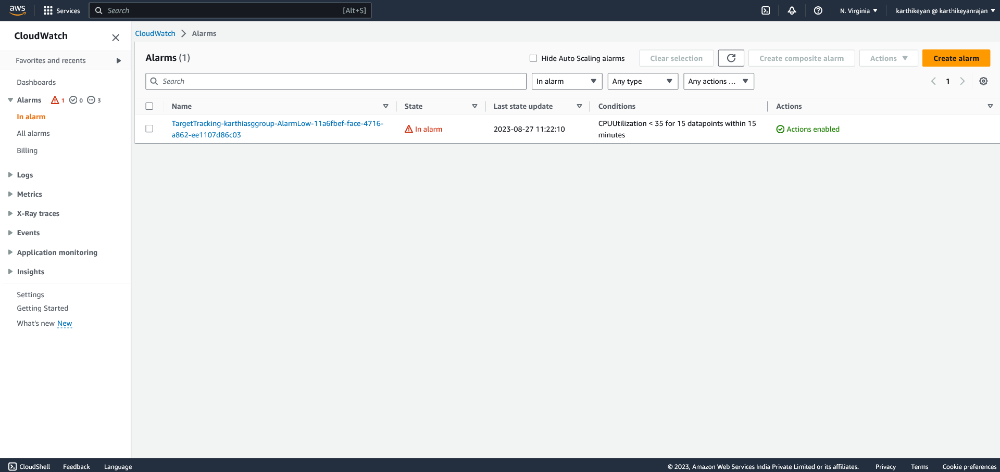 aws
Services
Search
[Alt+S]
N. Virginia
karthikeyan @ karthikeyanrajan
CloudWatch
Favorites and recents
Dashboards
Alarms 1 0 3
In alarm
All alarms
Billing
Logs
Metrics
X-Ray traces
Events
Application monitoring
Insights
Settings
Getting Started
What's new New
CloudWatch > Alarms
Alarms (1)
Hide Auto Scaling alarms
Clear selection
Create composite alarm
Actions
Create alarm
Search
In alarm
Any type
Any actions ...
1
Name
State
Last state update
Conditions
Actions
TargetTracking-karthiasggroup-AlarmLow-11a6fbef-face-4716-
a862-ee1107d86c03
In alarm
2023-08-27 11:22:10
CPUUtilization < 35 for 15 datapoints within 15
minutes
Actions enabled
CloudShell
Feedback
Language
© 2023, Amazon Web Services India Private Limited or its affiliates.
Privacy
Terms
Cookie preferences